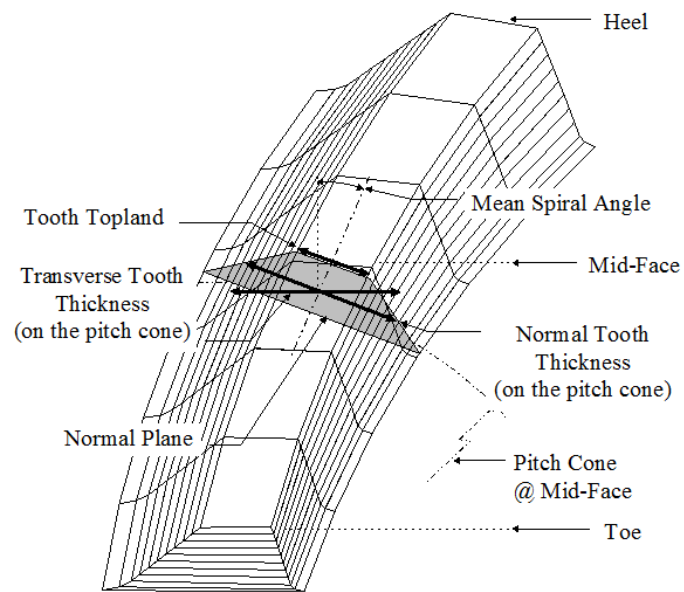 Heel
Mean Spiral Angle
Tooth Topland
Mid-Face
Transverse Tooth
Thickness
(on the pitch cone)
Normal Tooth
Thickness
(on the pitch cone)
Normal Plane
Pitch Cone
@ Mid-Face
Toe